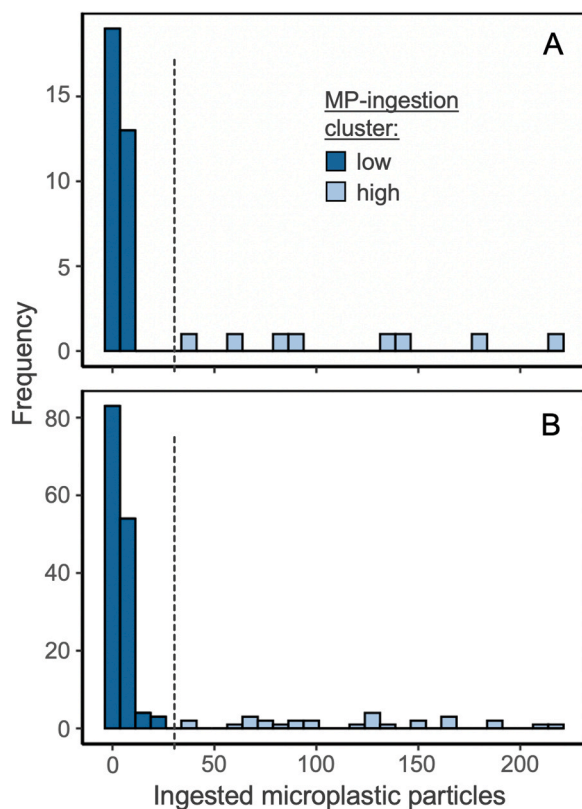 A
MP-ingestion
cluster:
low
high
15
10
5
0
Frequency
B
80
60
40
20
0
0 50 100 150 200
Ingested microplastic particles